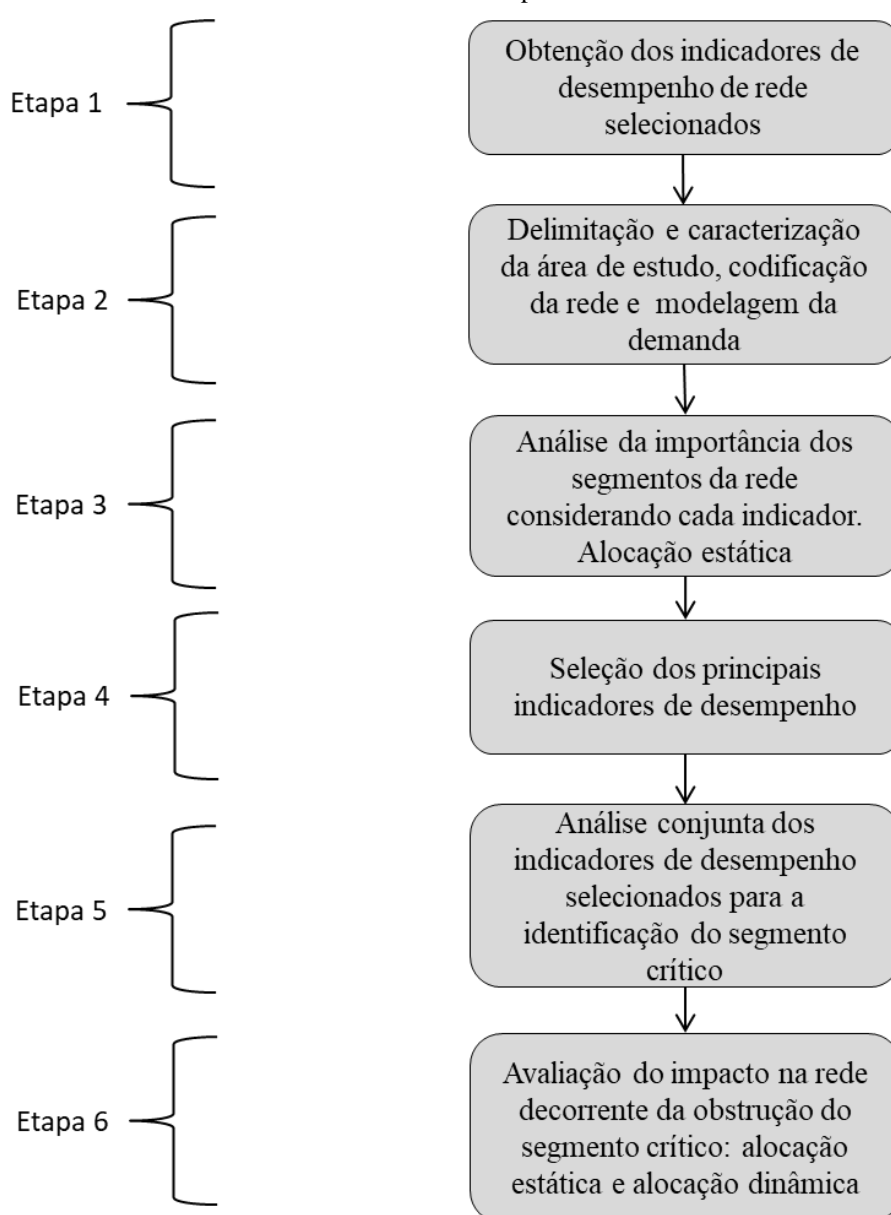 Etapa 1
Obtenção dos indicadores de
desempenho de rede
selecionados
Etapa 2
Delimitação e caracterização
da área de estudo, codificação
da rede e modelagem da
demanda
Etapa 3
Análise da importância dos
segmentos da rede
considerando cada indicador.
Alocação estática
Etapa 4
Seleção dos principais
indicadores de desempenho
Etapa 5
Análise conjunta dos
indicadores de desempenho
selecionados para a
identificação do segmento
crítico
Etapa 6
Avaliação do impacto na rede
decorrente da obstrução do
segmento crítico: alocação
estática e alocação dinâmica